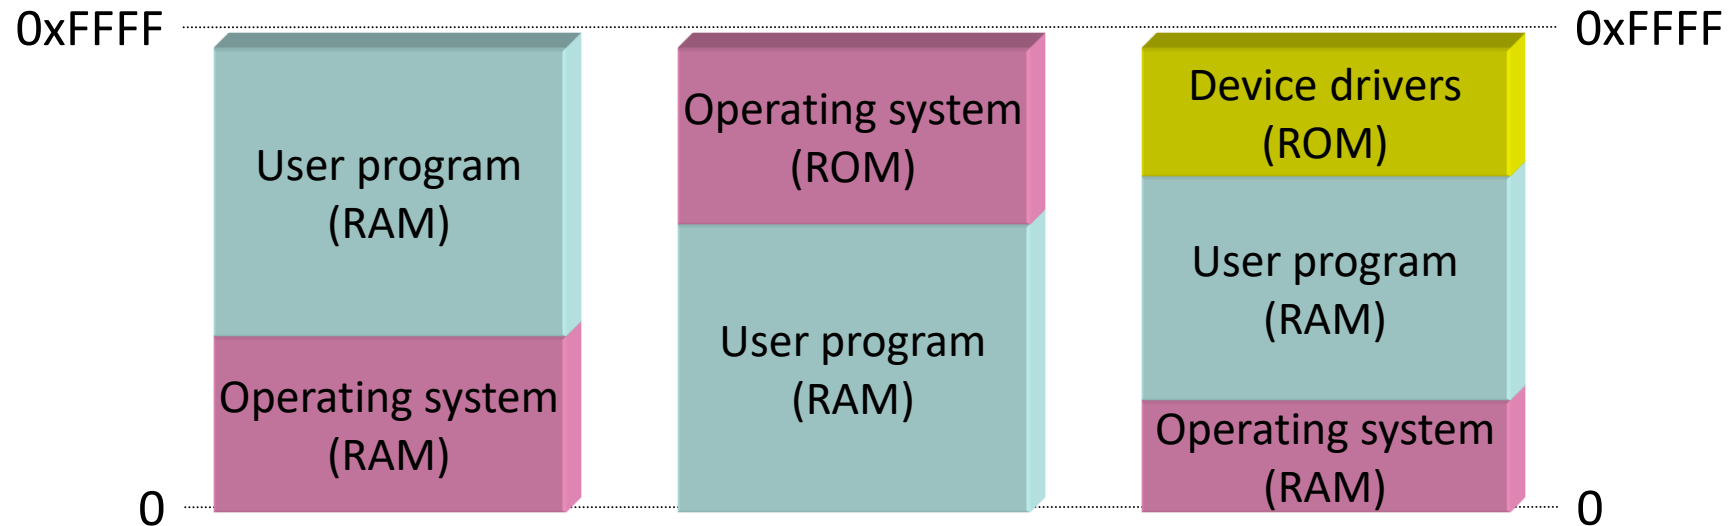 0xFFFF
User program
(RAM)
Operating system
(RAM)
0
Operating system
(ROM)
User program
(RAM)
Device drivers
(ROM)
User program
(RAM)
Operating system
(RAM)
0xFFFF
0